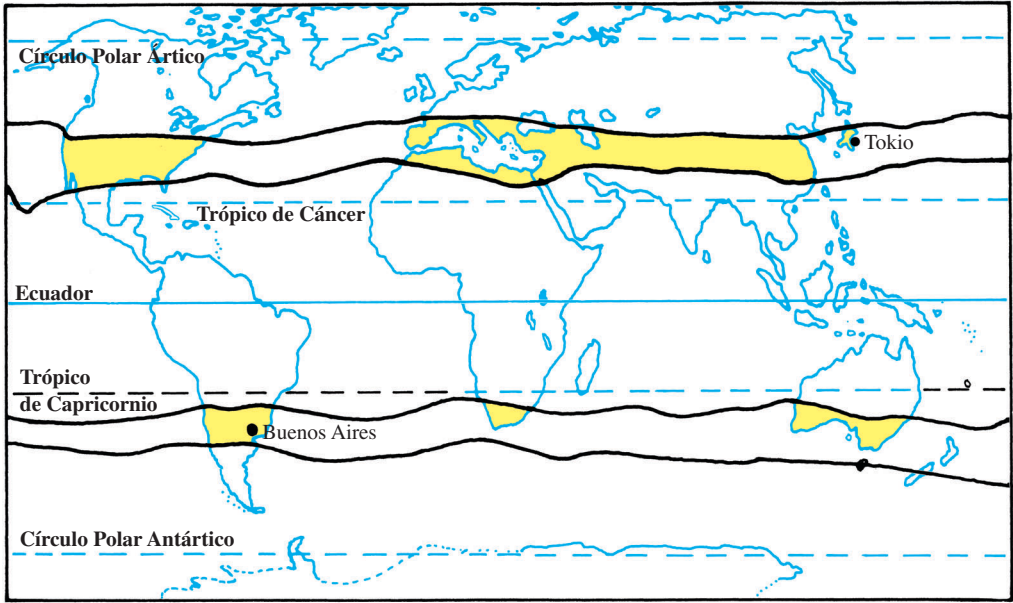 Círculo Polar Ártico
Tokio
Trópico de Cáncer
Ecuador
Trópico
de Capricornio
Buenos Aires
Círculo Polar Antártico